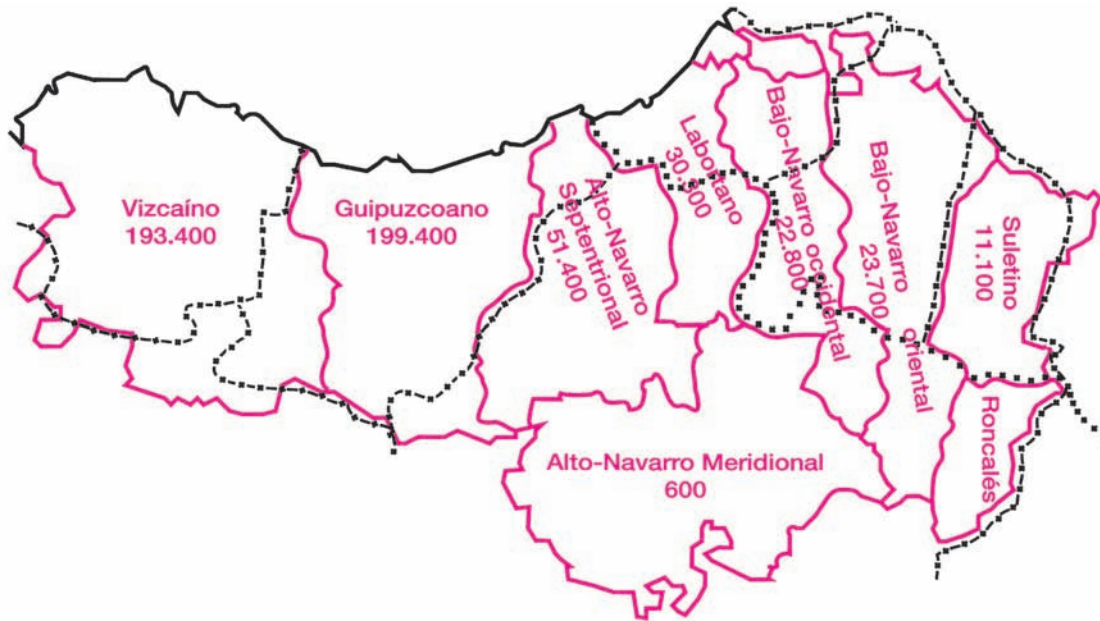 Vizcaíno
193.400
Guipuzcoano
199.400
Alto-Navarro
Septentrional
51.400
Labortano
30.300
Bajo-Navarro occidental
22.800
Bajo-Navarro
oriental
23.700
Suletino
11.100
Roncalés
Alto-Navarro Meridional
600